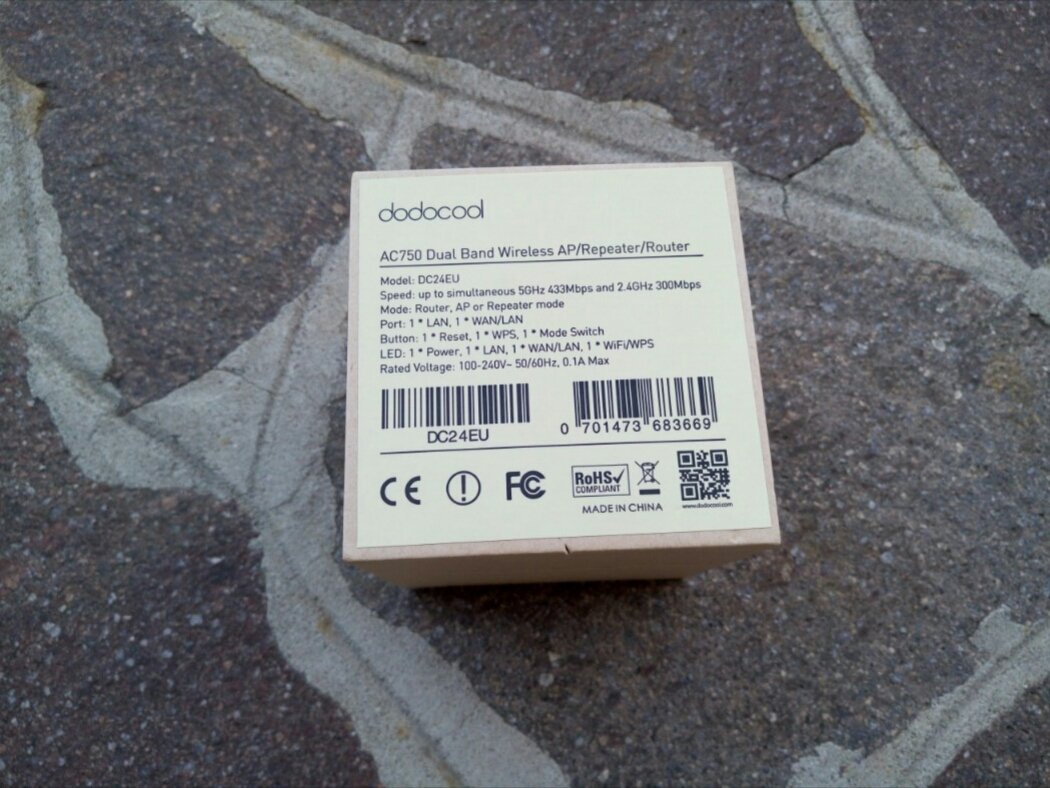 dodocool
AC750 Dual Band Wireless AP/Repeater/Router
Model: DC24EU
Speed: up to simultaneous 5GHz 433Mbps and 2.4GHz 300Mbps
Mode: Router, AP or Repeater mode
Port: 1 * LAN, 1 * WAN/LAN
Button: 1 * Reset, 1 * WPS, 1 * Mode Switch
LED: 1 * Power, 1 * LAN, 1 * WAN/LAN, 1 * WiFi/WPS
Rated Voltage: 100-240V~ 50/60Hz, 0.1A Max
DC24EU
0 701473 683669
CE FC RoHS
COMPLIANT
MADE IN CHINA
www.dodocool.com